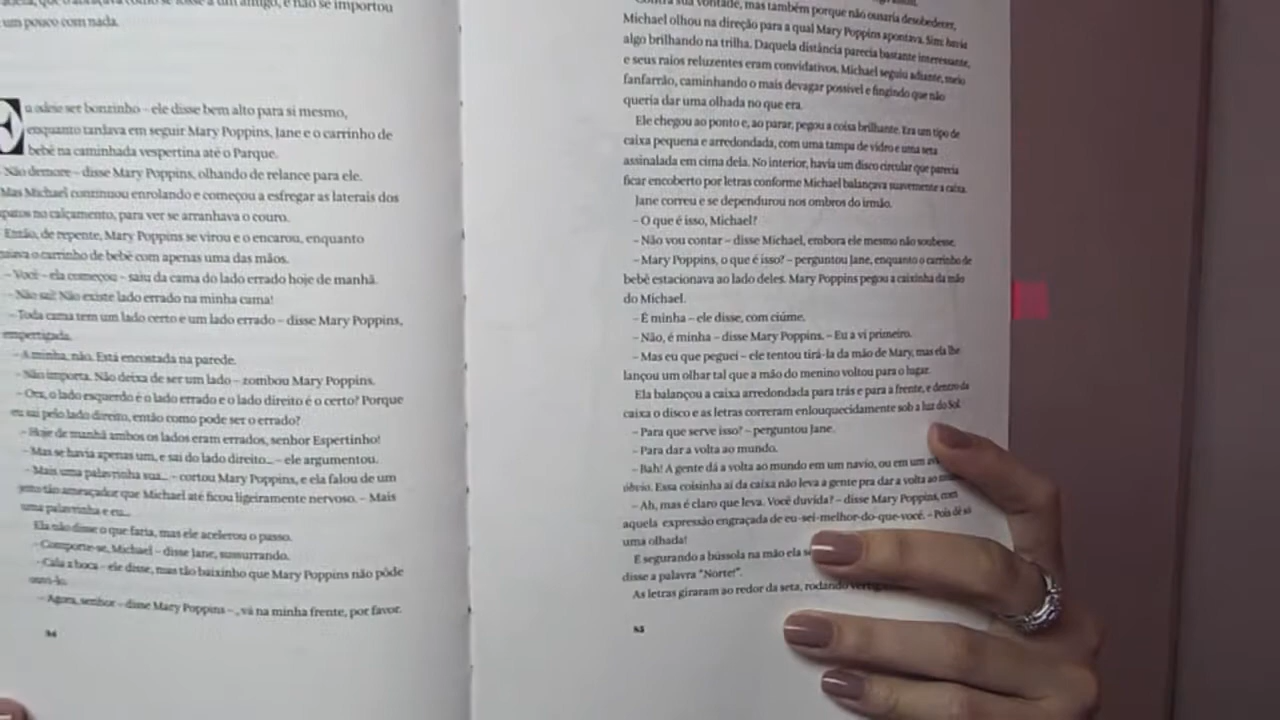 que o abraçava como se fosse a um amigo, e não se importou
um pouco com nada.
Eu odeio ser bonzinho – ele disse bem alto para si mesmo,
enquanto tardava em seguir Mary Poppins, Jane e o carrinho de
bebê na caminhada vespertina até o Parque.
Não demore – disse Mary Poppins, olhando de relance para ele.
Mas Michael continuou enrolando e começou a esfregar as laterais dos
patos no calçamento, para ver se arranhava o couro.
Então, de repente, Mary Poppins se virou e o encarou, enquanto
o carrinho de bebê com apenas uma das mãos.
– Você – ela começou – saiu da cama do lado errado hoje de manhã.
– Não saí! Não existe lado errado na minha cama!
– Toda cama tem um lado certo e um lado errado – disse Mary Poppins,
empertigada.
– A minha, não. Está encostada na parede.
– Não importa. Não deixa de ser um lado – zombou Mary Poppins.
– Ora, o lado esquerdo é o lado errado e o lado direito é o certo? Porque
eu saí pelo lado direito, então como pode ser o errado?
– Hoje de manhã ambos os lados eram errados, senhor Espertinho!
– Mas se havia apenas um, e saí do lado direito... – ele argumentou.
– Mais uma palavrinha sua... – cortou Mary Poppins, e ela falou de um
jeito tão ameaçador que Michael até ficou ligeiramente nervoso. – Mais
uma palavrinha e eu...
Ela não disse o que faria, mas ele acelerou o passo.
– Comporte-se, Michael – disse Jane, sussurrando.
– Cala a boca – ele disse, mas tão baixinho que Mary Poppins não pôde
ouvi-lo.
– Agora, senhor – disse Mary Poppins –, vá na minha frente, por favor.
84
Contra sua vontade, mas também porque não ousaria desobedecer,
Michael olhou na direção para a qual Mary Poppins apontava. Sim: havia
algo brilhando na trilha. Daquela distância parecia bastante interessante,
e seus raios reluzentes eram convidativos. Michael seguiu adiante, meio
fanfarrão, caminhando o mais devagar possível e fingindo que não
queria dar uma olhada no que era.
Ele chegou ao ponto e, ao parar, pegou a coisa brilhante. Era um tipo de
caixa pequena e arredondada, com uma tampa de vidro e uma seta
assinalada em cima dela. No interior, havia um disco circular que parecia
ficar encoberto por letras conforme Michael balançava suavemente a caixa.
Jane correu e se dependurou nos ombros do irmão.
– O que é isso, Michael?
– Não vou contar – disse Michael, embora ele mesmo não soubesse.
– Mary Poppins, o que é isso? – perguntou Jane, enquanto o carrinho de
bebê estacionava ao lado deles. Mary Poppins pegou a caixinha da mão
do Michael.
– É minha – ele disse, com ciúme.
– Não, é minha – disse Mary Poppins. – Eu a vi primeiro.
– Mas eu que peguei – ele tentou tirá-la da mão de Mary, mas ela lhe
lançou um olhar tal que a mão do menino voltou para o lugar.
Ela balançou a caixa arredondada para trás e para a frente, e dentro da
caixa o disco e as letras correram enlouquecidamente sob a luz do Sol.
– Para que serve isso? – perguntou Jane.
– Para dar a volta ao mundo.
– Bah! A gente dá a volta ao mundo em um navio, ou em um
óbvio. Essa coisinha aí da caixa não leva a gente pra dar a volta ao
– Ah, mas é claro que leva. Você duvida? – disse Mary Poppins, com
aquela expressão engraçada de eu-sei-melhor-do-que-você. – Pois dê só
uma olhada!
E segurando a bússola na mão ela
disse a palavra "Norte!".
As letras giraram ao redor da seta, rodando
85